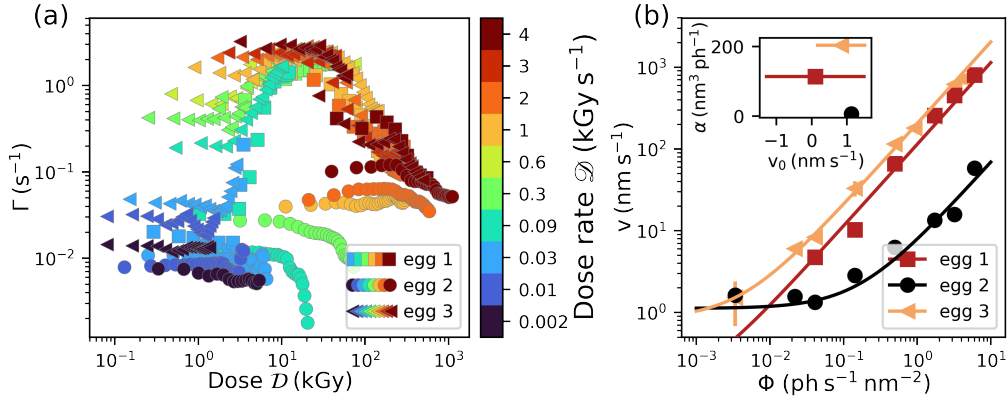 (a)
Γ (s⁻¹)
10⁰
10⁻¹
10⁻²
10⁻¹ 10⁰ 10¹ 10² 10³
Dose 𝒟 (kGy)
egg 1
egg 2
egg 3
4
3
2
1
0.6
0.3
0.09
0.03
0.01
0.002
Dose rate 𝒟 (kGy s⁻¹)
(b)
v (nm s⁻¹)
10³
10²
10¹
10⁰
10⁻³ 10⁻² 10⁻¹ 10⁰ 10¹
Φ (ph s⁻¹ nm⁻²)
α (nm³ ph⁻¹)
200
0
−1 0 1
v₀ (nm s⁻¹)
egg 1
egg 2
egg 3